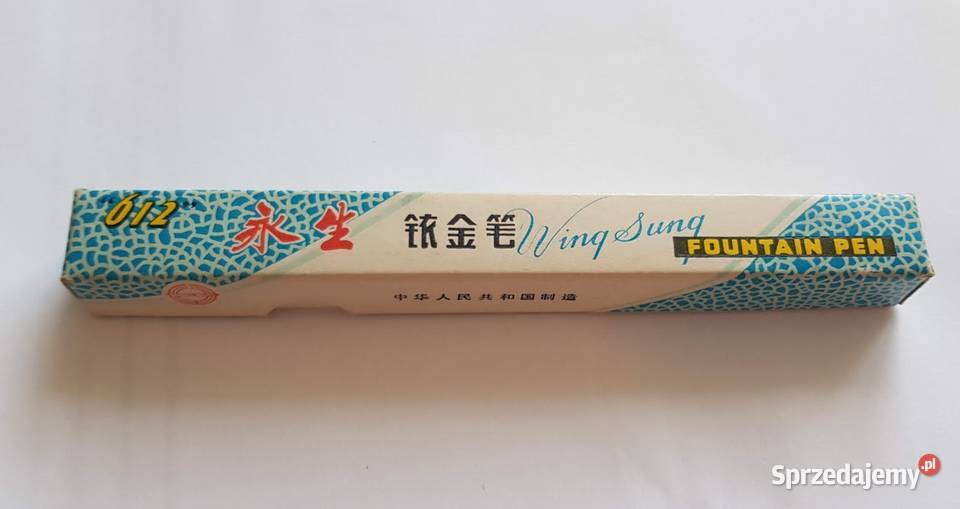 "612"
永生
铱金笔
Wing Sung
FOUNTAIN PEN
中华人民共和国制造
Sprzedajemy.pl